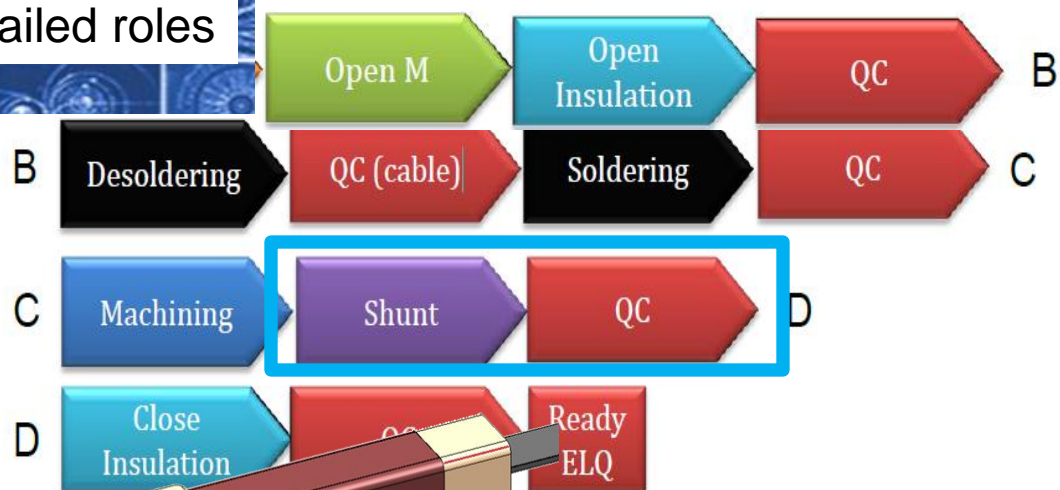 ailed roles
Open M
Open
Insulation
QC
B
B
Desoldering
QC (cable)
Soldering
QC
C
C
Machining
Shunt
QC
D
D
Close
Insulation
Ready
ELQ